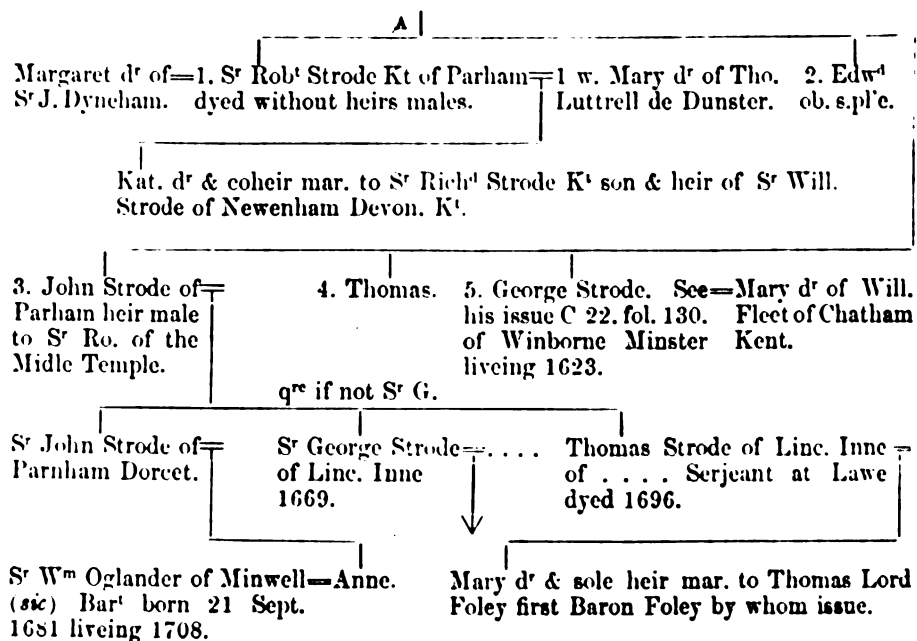 A
Margaret dʳ of=1. Sʳ Robᵗ Strode Kt of Parham=1 w. Mary dʳ of Tho. 2. Edwᵈ
Sʳ J. Dyneham. dyed without heirs males. Luttrell de Dunster. ob. s.pl'e.
Kat. dʳ & coheir mar. to Sʳ Richᵈ Strode Kᵗ son & heir of Sʳ Will.
Strode of Newenham Devon. Kᵗ.
3. John Strode of= 4. Thomas. 5. George Strode. See=Mary dʳ of Will.
Parham heir male his issue C 22. fol. 130. Fleet of Chatham
to Sʳ Ro. of the of Winborne Minster Kent.
Midle Temple. liveing 1623.
qʳᵉ if not Sʳ G.
Sʳ John Strode of= Sʳ George Strode=. . . . Thomas Strode of Linc. Inne=
Parnham Dorcet. of Linc. Inne of . . . . Serjeant at Lawe
1669. dyed 1696.
Sʳ Wᵐ Oglander of Minwell=Anne. Mary dʳ & sole heir mar. to Thomas Lord
(sic) Barᵗ born 21 Sept. Foley first Baron Foley by whom issue.
1681 liveing 1708.